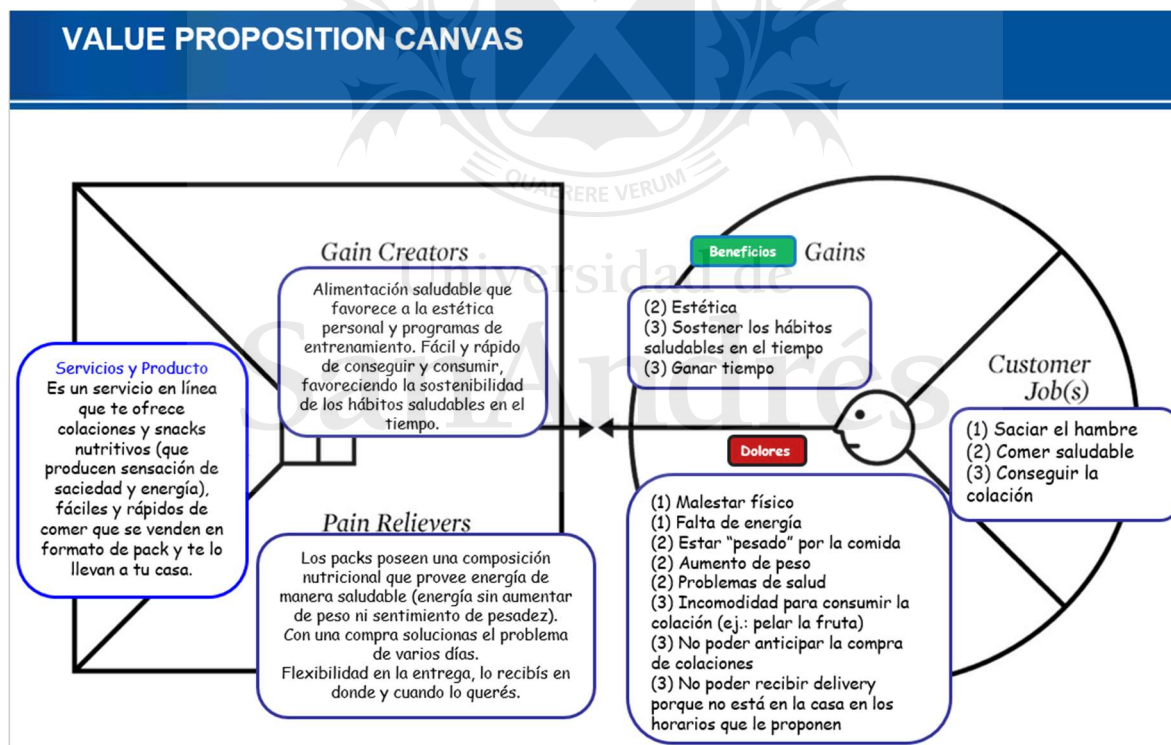 VALUE PROPOSITION CANVAS
QUAERERE VERUM
Universidad de
SanAndrés
Gain Creators
Alimentación saludable que
favorece a la estética
personal y programas de
entrenamiento. Fácil y rápido
de conseguir y consumir,
favoreciendo la sostenibilidad
de los hábitos saludables en el
tiempo.
Servicios y Producto
Es un servicio en línea
que te ofrece
colaciones y snacks
nutritivos (que
producen sensación de
saciedad y energía),
fáciles y rápidos de
comer que se venden en
formato de pack y te lo
llevan a tu casa.
Pain Relievers
Los packs poseen una composición
nutricional que provee energía de
manera saludable (energía sin aumentar
de peso ni sentimiento de pesadez).
Con una compra solucionas el problema
de varios días.
Flexibilidad en la entrega, lo recibís en
donde y cuando lo querés.
Beneficios
Gains
(2) Estética
(3) Sostener los hábitos
saludables en el tiempo
(3) Ganar tiempo
Customer
Job(s)
(1) Saciar el hambre
(2) Comer saludable
(3) Conseguir la
colación
Dolores
(1) Malestar físico
(1) Falta de energía
(2) Estar “pesado” por la comida
(2) Aumento de peso
(2) Problemas de salud
(3) Incomodidad para consumir la
colación (ej.: pelar la fruta)
(3) No poder anticipar la compra
de colaciones
(3) No poder recibir delivery
porque no está en la casa en los
horarios que le proponen